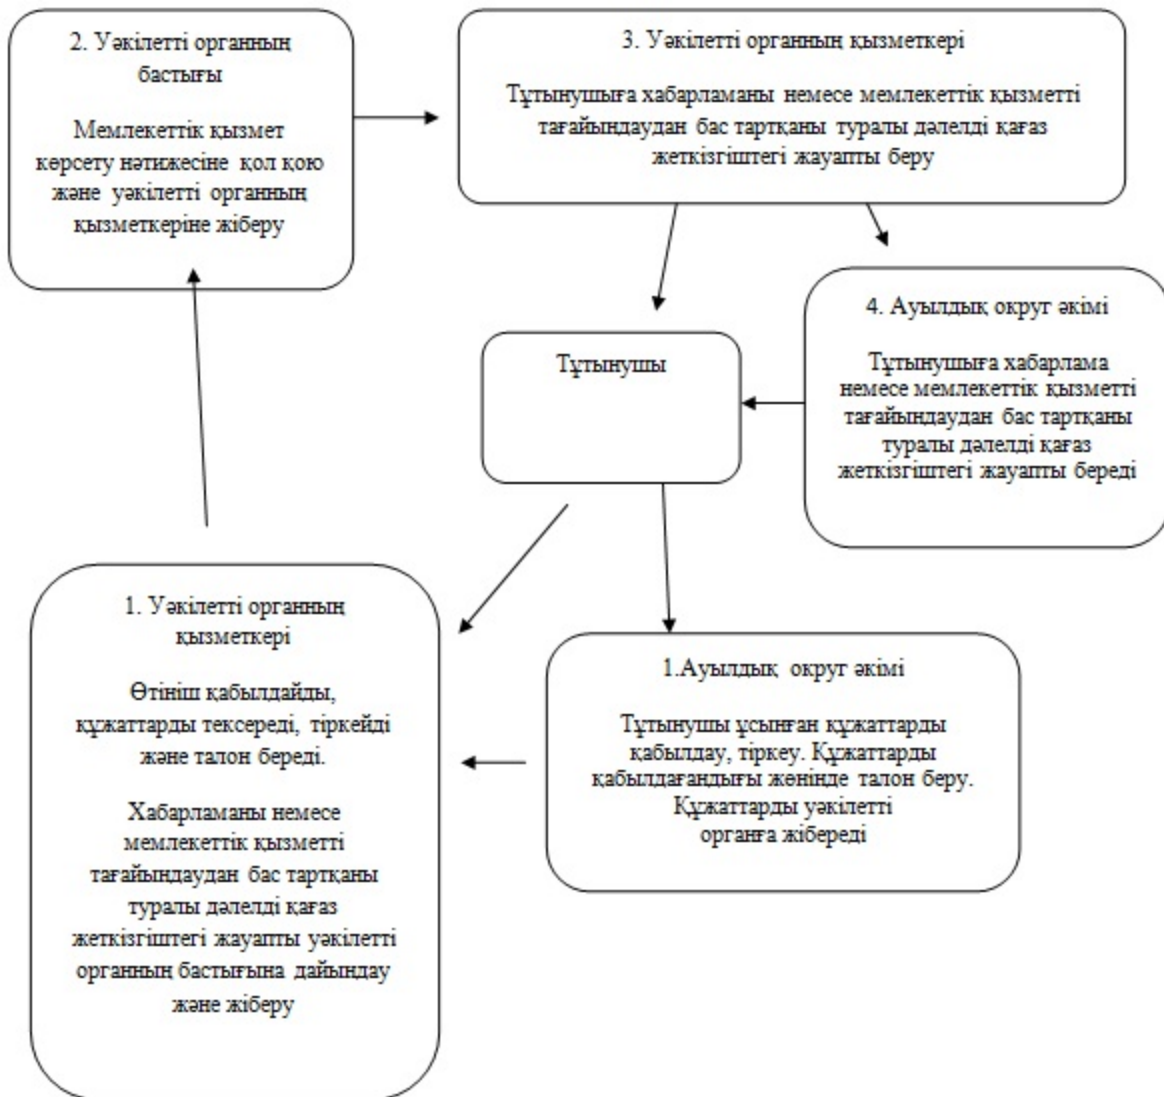 2. Уәкілетті органның
бастығы
Мемлекеттік қызмет
көрсету нәтижесіне қол қою
және уәкілетті органның
қызметкеріне жіберу
3. Уәкілетті органның қызметкері
Тұтынушыға хабарламаны немесе мемлекеттік қызметті
тағайындаудан бас тартқаны туралы дәлелді қағаз
жеткізгіштегі жауапты беру
4. Ауылдық округ әкімі
Тұтынушыға хабарлама
немесе мемлекеттік қызметті
тағайындаудан бас тартқаны
туралы дәлелді қағаз
жеткізгіштегі жауапты береді
Тұтынушы
1. Уәкілетті органның
қызметкері
Өтініш қабылдайды,
құжаттарды тексереді, тіркейді
және талон береді.
Хабарламаны немесе
мемлекеттік қызметті
тағайындаудан бас тартқаны
туралы дәлелді қағаз
жеткізгіштегі жауапты уәкілетті
органның бастығына дайындау
және жіберу
1.Ауылдық округ әкімі
Тұтынушы ұсынған құжаттарды
қабылдау, тіркеу. Құжаттарды
қабылдағандығы жөнінде талон беру.
Құжаттарды уәкілетті
органға жібереді